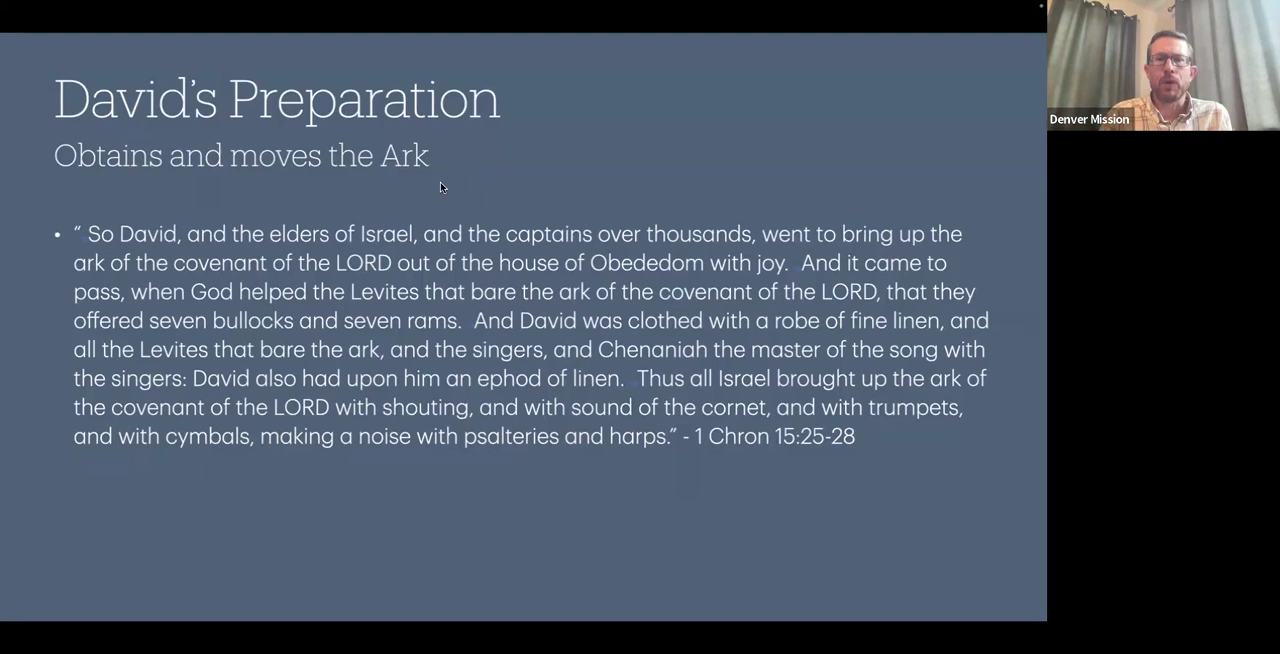 David's Preparation
Obtains and moves the Ark
• “ So David, and the elders of Israel, and the captains over thousands, went to bring up the
ark of the covenant of the LORD out of the house of Obededom with joy. And it came to
pass, when God helped the Levites that bare the ark of the covenant of the LORD, that they
offered seven bullocks and seven rams. And David was clothed with a robe of fine linen, and
all the Levites that bare the ark, and the singers, and Chenaniah the master of the song with
the singers: David also had upon him an ephod of linen. Thus all Israel brought up the ark of
the covenant of the LORD with shouting, and with sound of the cornet, and with trumpets,
and with cymbals, making a noise with psalteries and harps.” - 1 Chron 15:25-28
Denver Mission